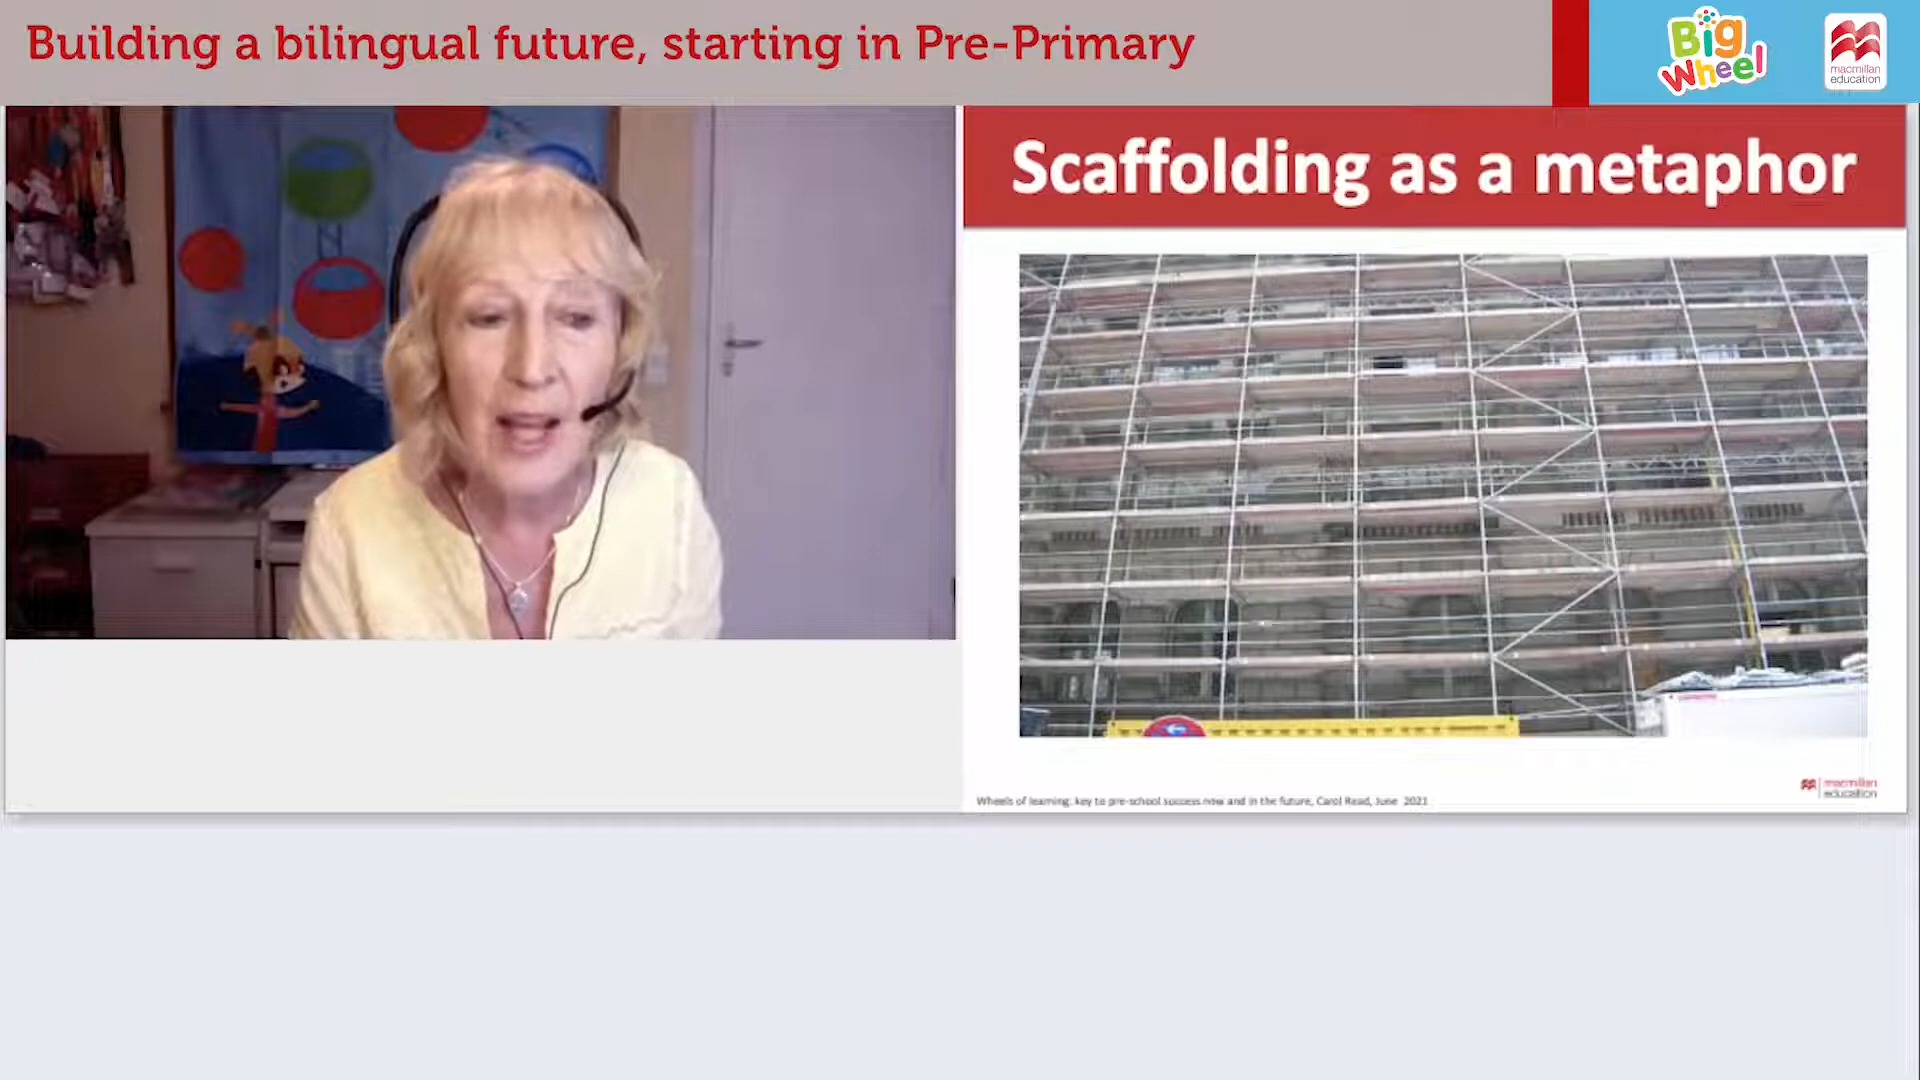 Building a bilingual future, starting in Pre-Primary
Big
Wheel
macmillan
education
Scaffolding as a metaphor
Wheels of learning: key to pre-school success now and in the future, Carol Read, June 2021
macmillan
education